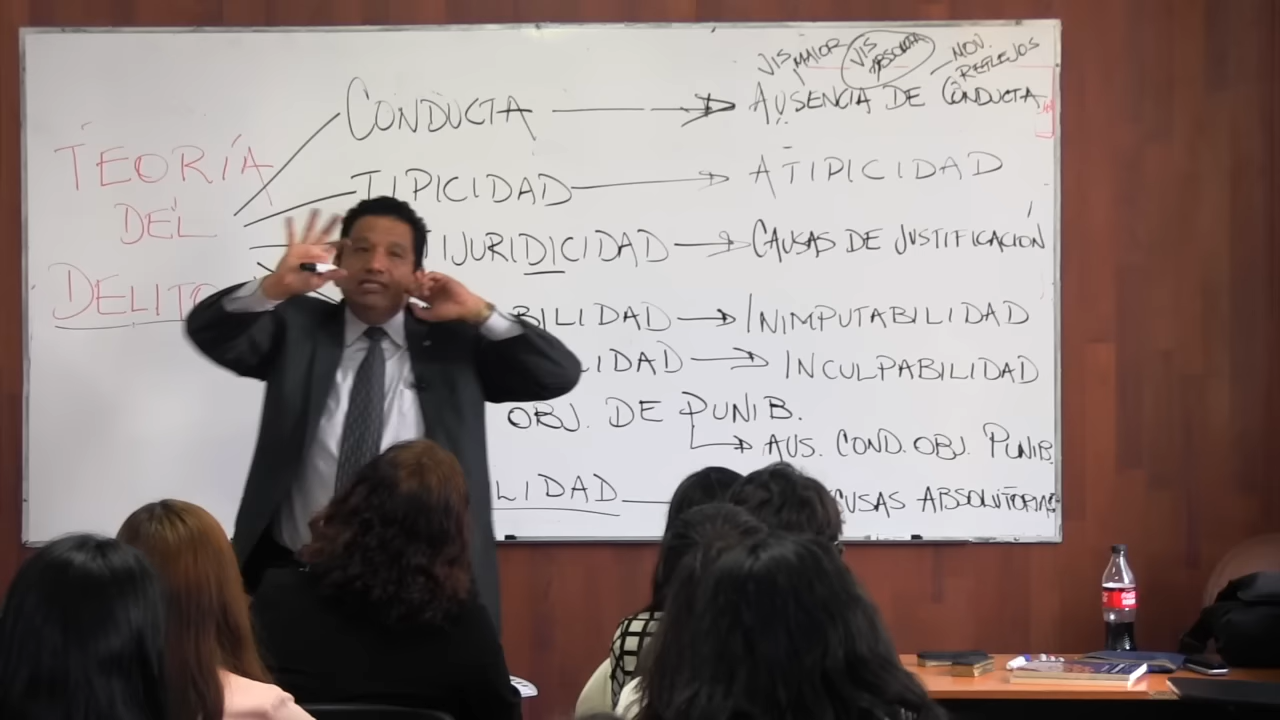 VIS MAIOR VIS ABSOLUTA MOV. REFLEJOS
CONDUCTA AUSENCIA DE CONDUCTA
TEORÍA
TIPICIDAD ATIPICIDAD
DEL
IJURIDICIDAD CAUSAS DE JUSTIFICACIÓN
DELITO
BILIDAD INIMPUTABILIDAD
LIDAD INCULPABILIDAD
OBJ. DE PUNIB.
AUS. COND. OBJ. PUNIB.
LIDAD CUSAS ABSOLUTORIAS